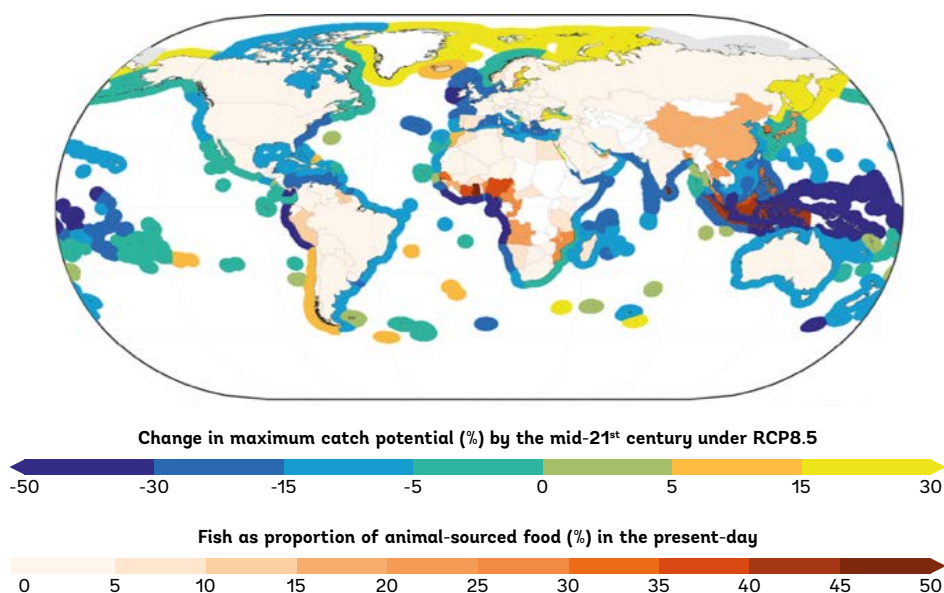 Change in maximum catch potential (%) by the mid-21st century under RCP8.5
-50 -30 -15 -5 0 5 15 30
Fish as proportion of animal-sourced food (%) in the present-day
0 5 10 15 20 25 30 35 40 45 50